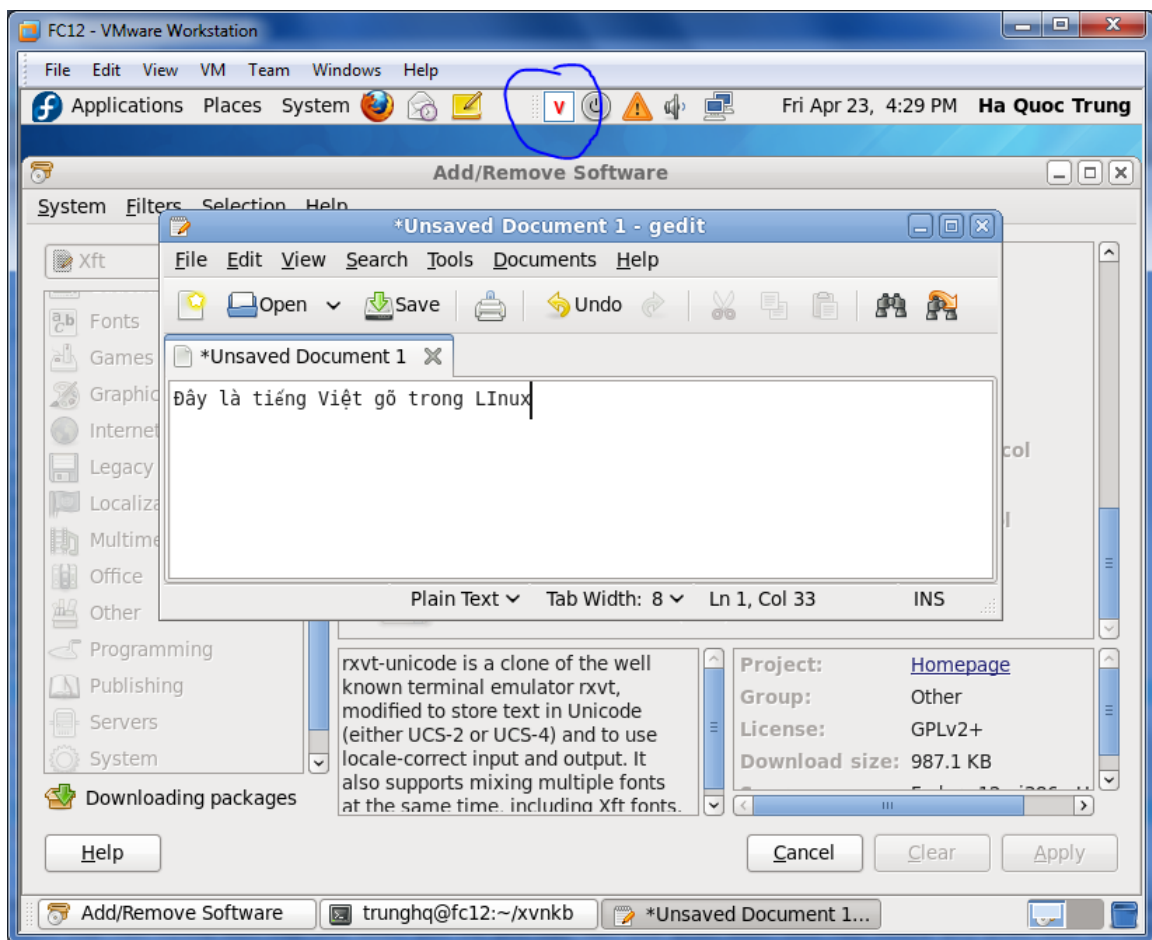 FC12 - VMware Workstation
File Edit View VM Team Windows Help
Applications Places System V Fri Apr 23, 4:29 PM Ha Quoc Trung
Add/Remove Software
System Filters Selection Help
*Unsaved Document 1 - gedit
File Edit View Search Tools Documents Help
Open Save Undo
*Unsaved Document 1
Đây là tiếng Việt gõ trong LInux
Plain Text Tab Width: 8 Ln 1, Col 33 INS
Xft
Fonts
Games
Graphic
Internet
Legacy
Localiza
Multime
Office
Other
Programming
Publishing
Servers
System
col
rxvt-unicode is a clone of the well
known terminal emulator rxvt,
modified to store text in Unicode
(either UCS-2 or UCS-4) and to use
locale-correct input and output. It
also supports mixing multiple fonts
at the same time, including Xft fonts.
Project: Homepage
Group: Other
License: GPLv2+
Download size: 987.1 KB
Downloading packages
Help Cancel Clear Apply
Add/Remove Software trunghq@fc12:~/xvnkb *Unsaved Document 1...